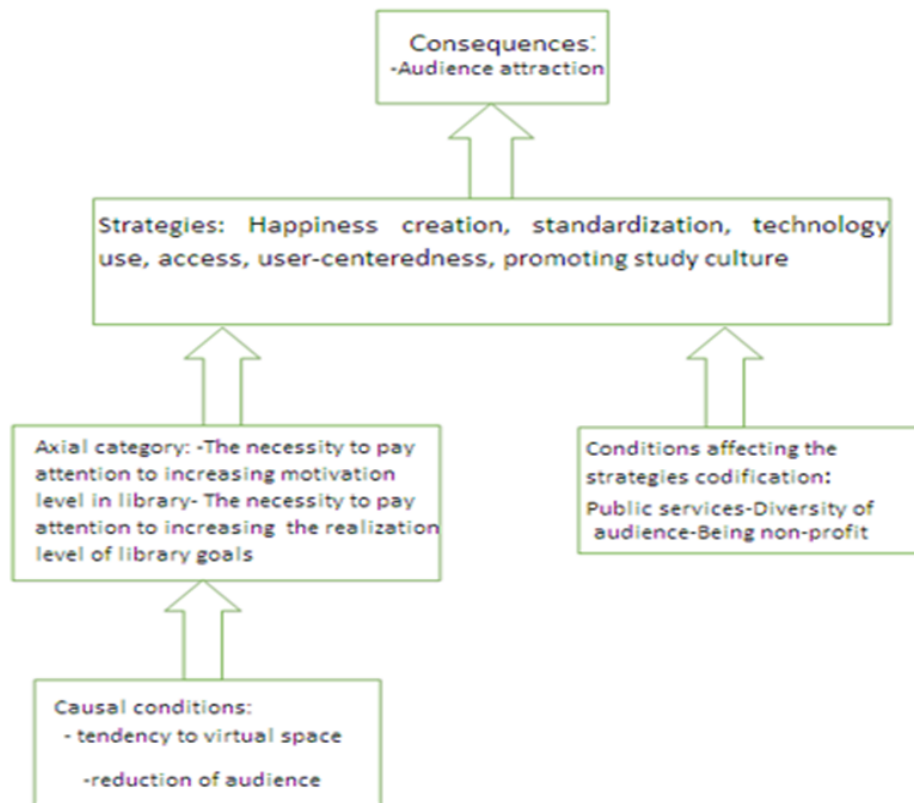 Consequences:
-Audience attraction
Strategies: Happiness creation, standardization, technology
use, access, user-centeredness, promoting study culture
Axial category: -The necessity to pay
attention to increasing motivation
level in library- The necessity to pay
attention to increasing the realization
level of library goals
Conditions affecting the
strategies codification:
Public services-Diversity of
audience-Being non-profit
Causal conditions:
- tendency to virtual space
-reduction of audience